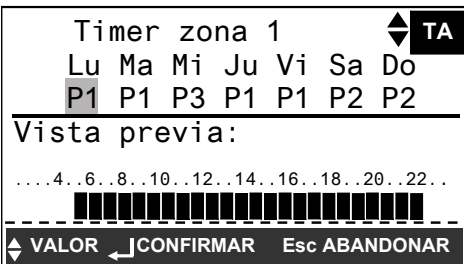 Timer zona 1 TA
Lu Ma Mi Ju Vi Sa Do
P1 P1 P3 P1 P1 P2 P2
Vista previa:
....4..6..8..10..12..14..16..18..20..22..
VALOR CONFIRMAR Esc ABANDONAR